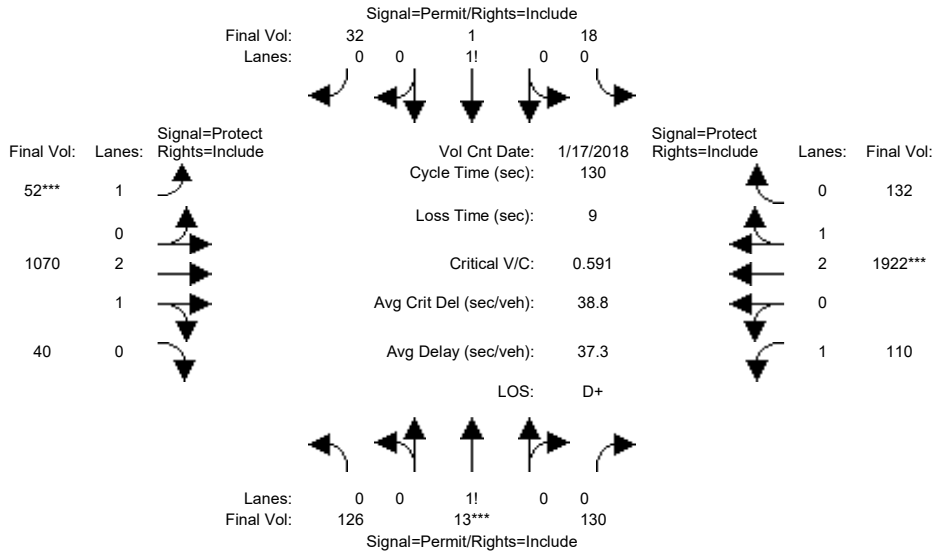 Signal=Permit/Rights=Include
Final Vol: 32 1 18
Lanes: 0 0 1! 0 0
Signal=Protect Signal=Protect
Final Vol: Lanes: Rights=Include Vol Cnt Date: 1/17/2018 Rights=Include Lanes: Final Vol:
Cycle Time (sec): 130
52*** 1 0 132
Loss Time (sec): 9
0 1
1070 2 Critical V/C: 0.591 2 1922***
1 Avg Crit Del (sec/veh): 38.8 0
40 0 Avg Delay (sec/veh): 37.3 1 110
LOS: D+
Lanes: 0 0 1! 0 0
Final Vol: 126 13*** 130
Signal=Permit/Rights=Include